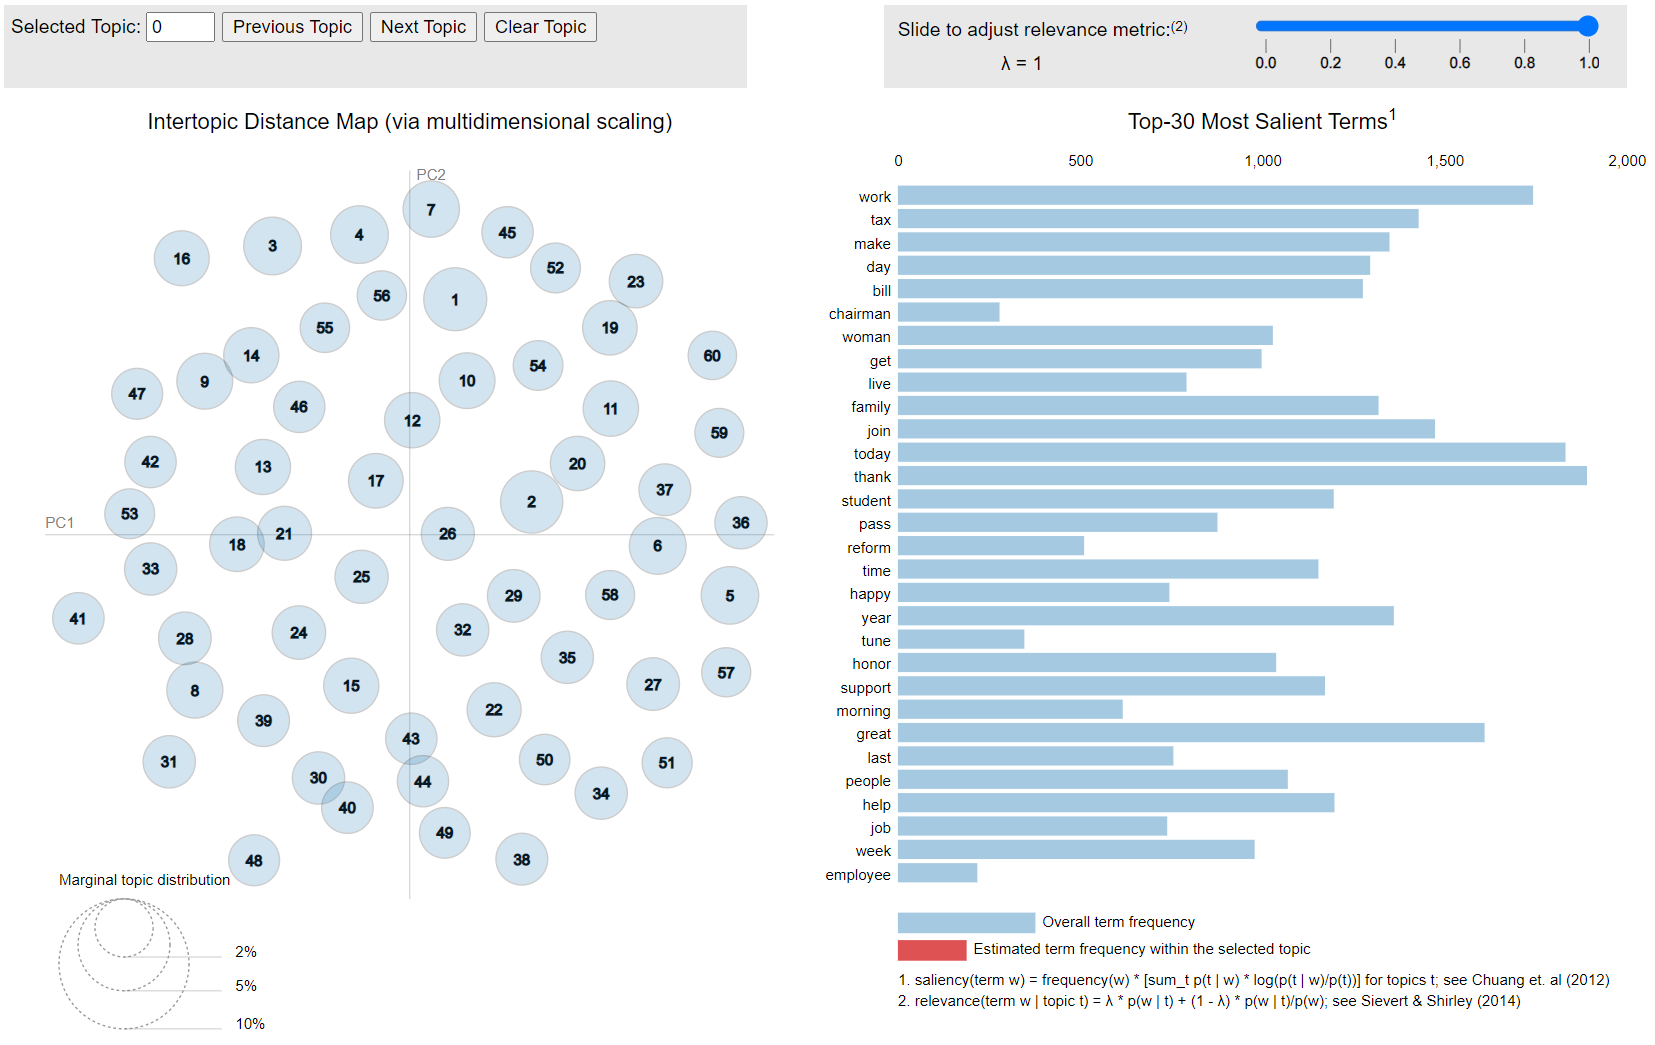 Selected Topic: 0 Previous Topic Next Topic Clear Topic
Slide to adjust relevance metric:(2)
λ = 1
0.0 0.2 0.4 0.6 0.8 1.0
Intertopic Distance Map (via multidimensional scaling)
PC2
PC1
7
45
4
3
16
52
23
56
1
55
19
14
60
54
9
10
47
46
11
12
59
42
20
13
17
37
2
53
36
21
26
18
6
33
25
29
58
5
41
32
24
28
35
57
27
15
8
22
39
43
50
31
51
30
44
34
40
49
38
48
Marginal topic distribution
2%
5%
10%
Top-30 Most Salient Terms1
0 500 1,000 1,500 2,000
work
tax
make
day
bill
chairman
woman
get
live
family
join
today
thank
student
pass
reform
time
happy
year
tune
honor
support
morning
great
last
people
help
job
week
employee
Overall term frequency
Estimated term frequency within the selected topic
1. saliency(term w) = frequency(w) * [sum_t p(t | w) * log(p(t | w)/p(t))] for topics t; see Chuang et. al (2012)
2. relevance(term w | topic t) = λ * p(w | t) + (1 - λ) * p(w | t)/p(w); see Sievert & Shirley (2014)